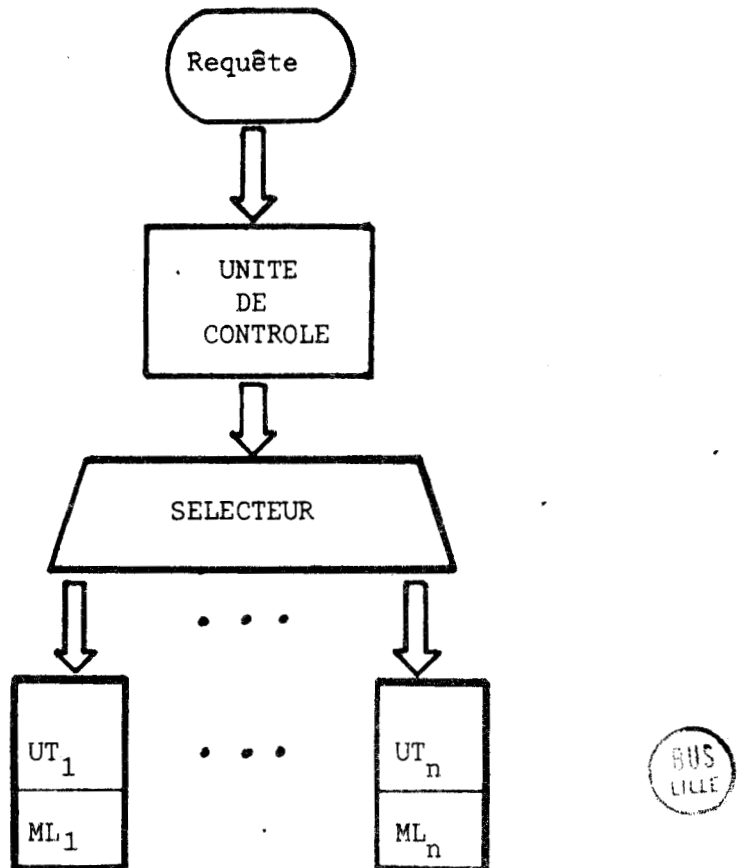 Requête
UNITE
DE
CONTROLE
SELECTEUR
. . .
UT1 . . . UTn
ML1 MLn
BUS
LILLE